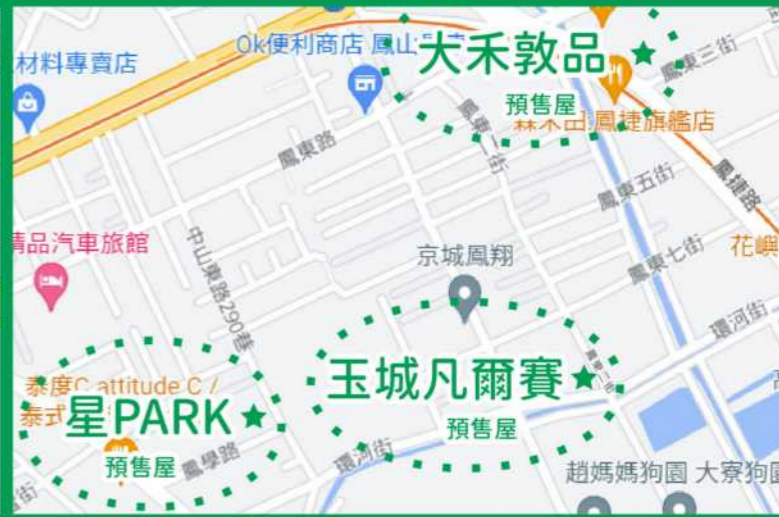 Ok便利商店 鳳山
大禾敦品
材料專賣店
預售屋
鳳東三街
森木田 鳳捷旗艦店
鳳東路
鳳東二街
鳳東五街
鳳捷路
精品汽車旅館
中山東路290巷
京城鳳翔
鳳東七街
花嶼
環河街
玉城凡爾賽
預售屋
泰度C attitude C /
泰式
星PARK
預售屋
鳳學路
環河街
趙媽媽狗園 大寮狗園